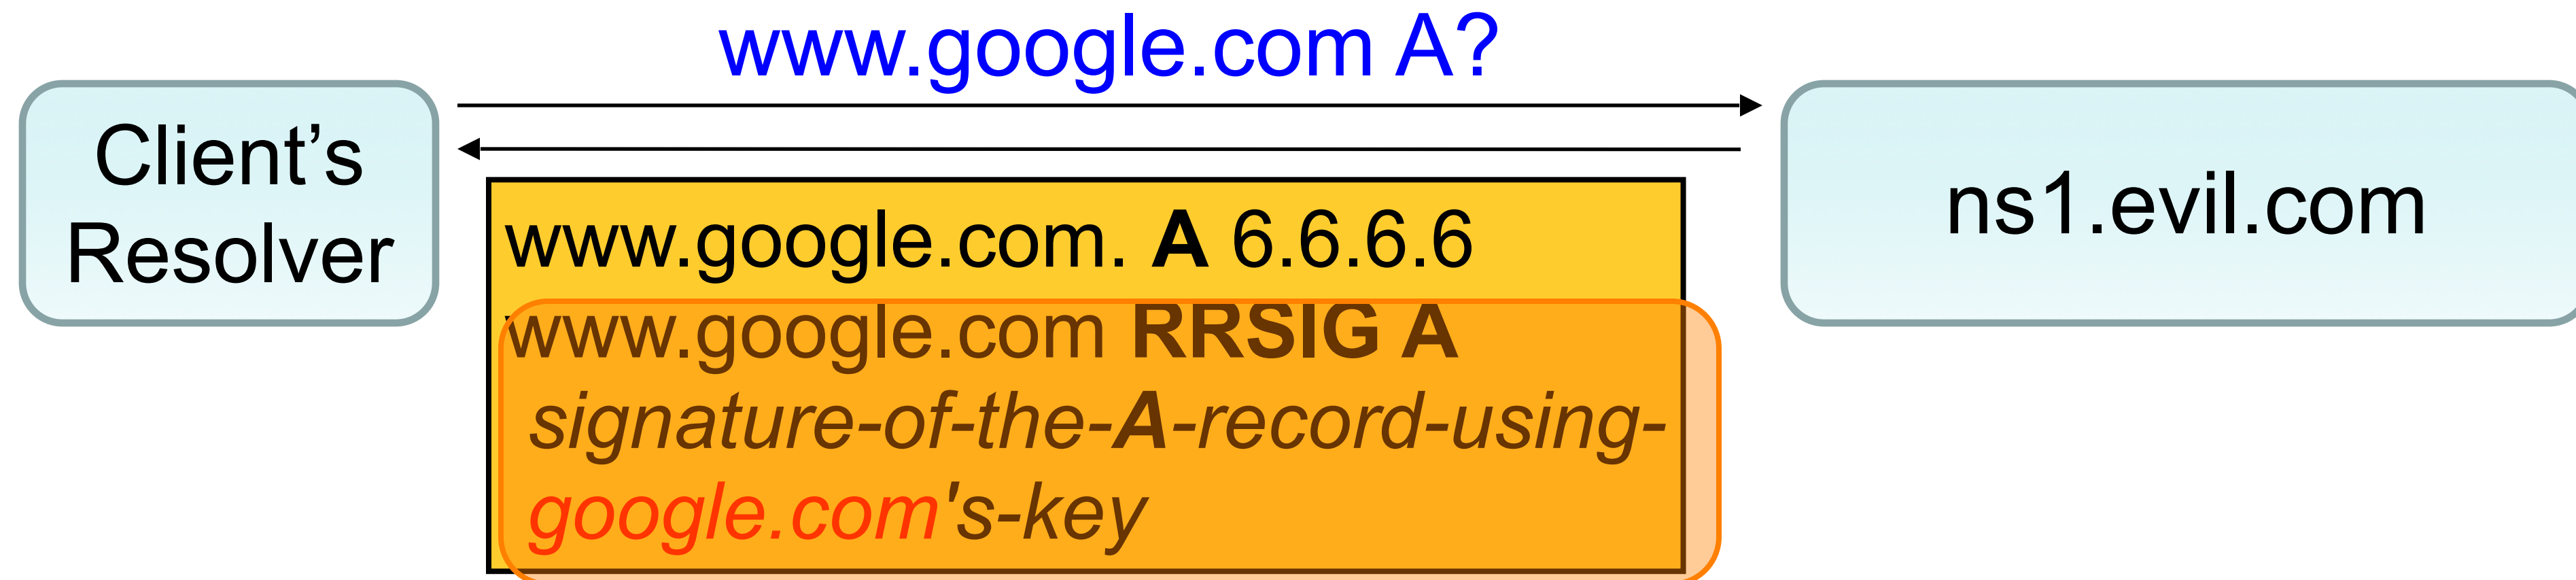 www.google.com A?
Client’s
Resolver
www.google.com. A 6.6.6.6
www.google.com RRSIG A
signature-of-the-A-record-using-
google.com's-key
ns1.evil.com